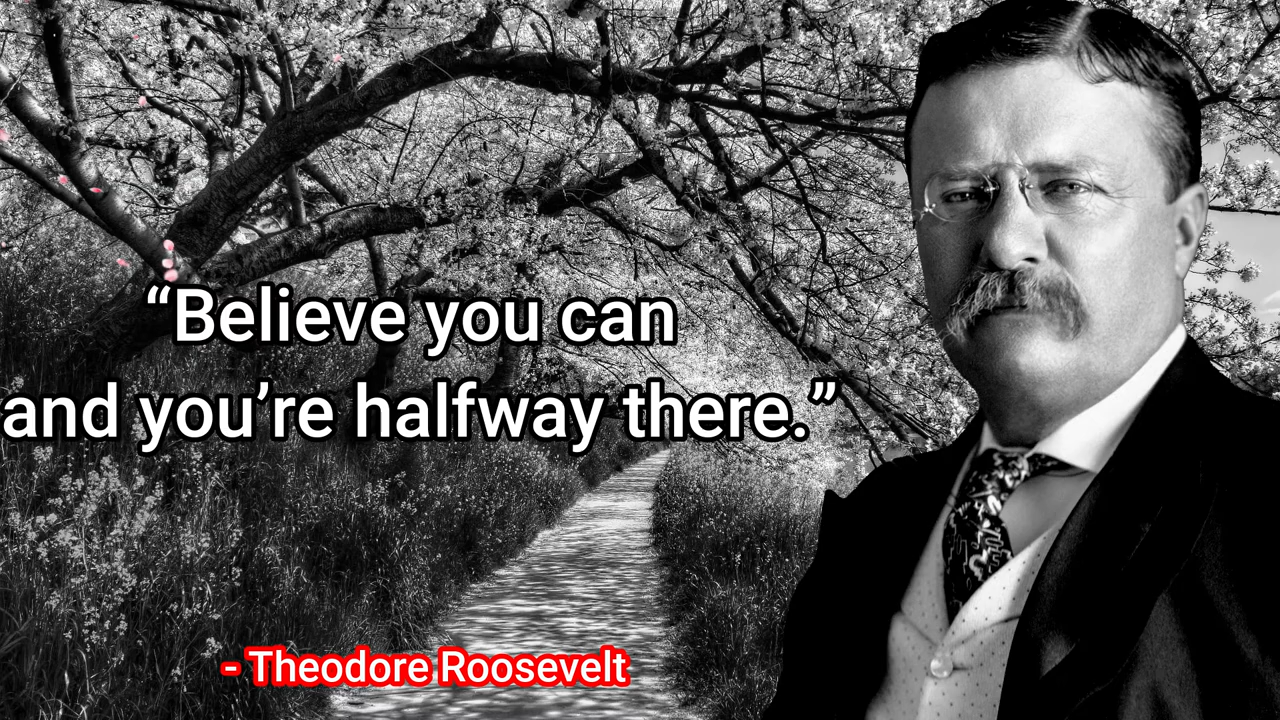 “Believe you can
and you’re halfway there.”
- Theodore Roosevelt